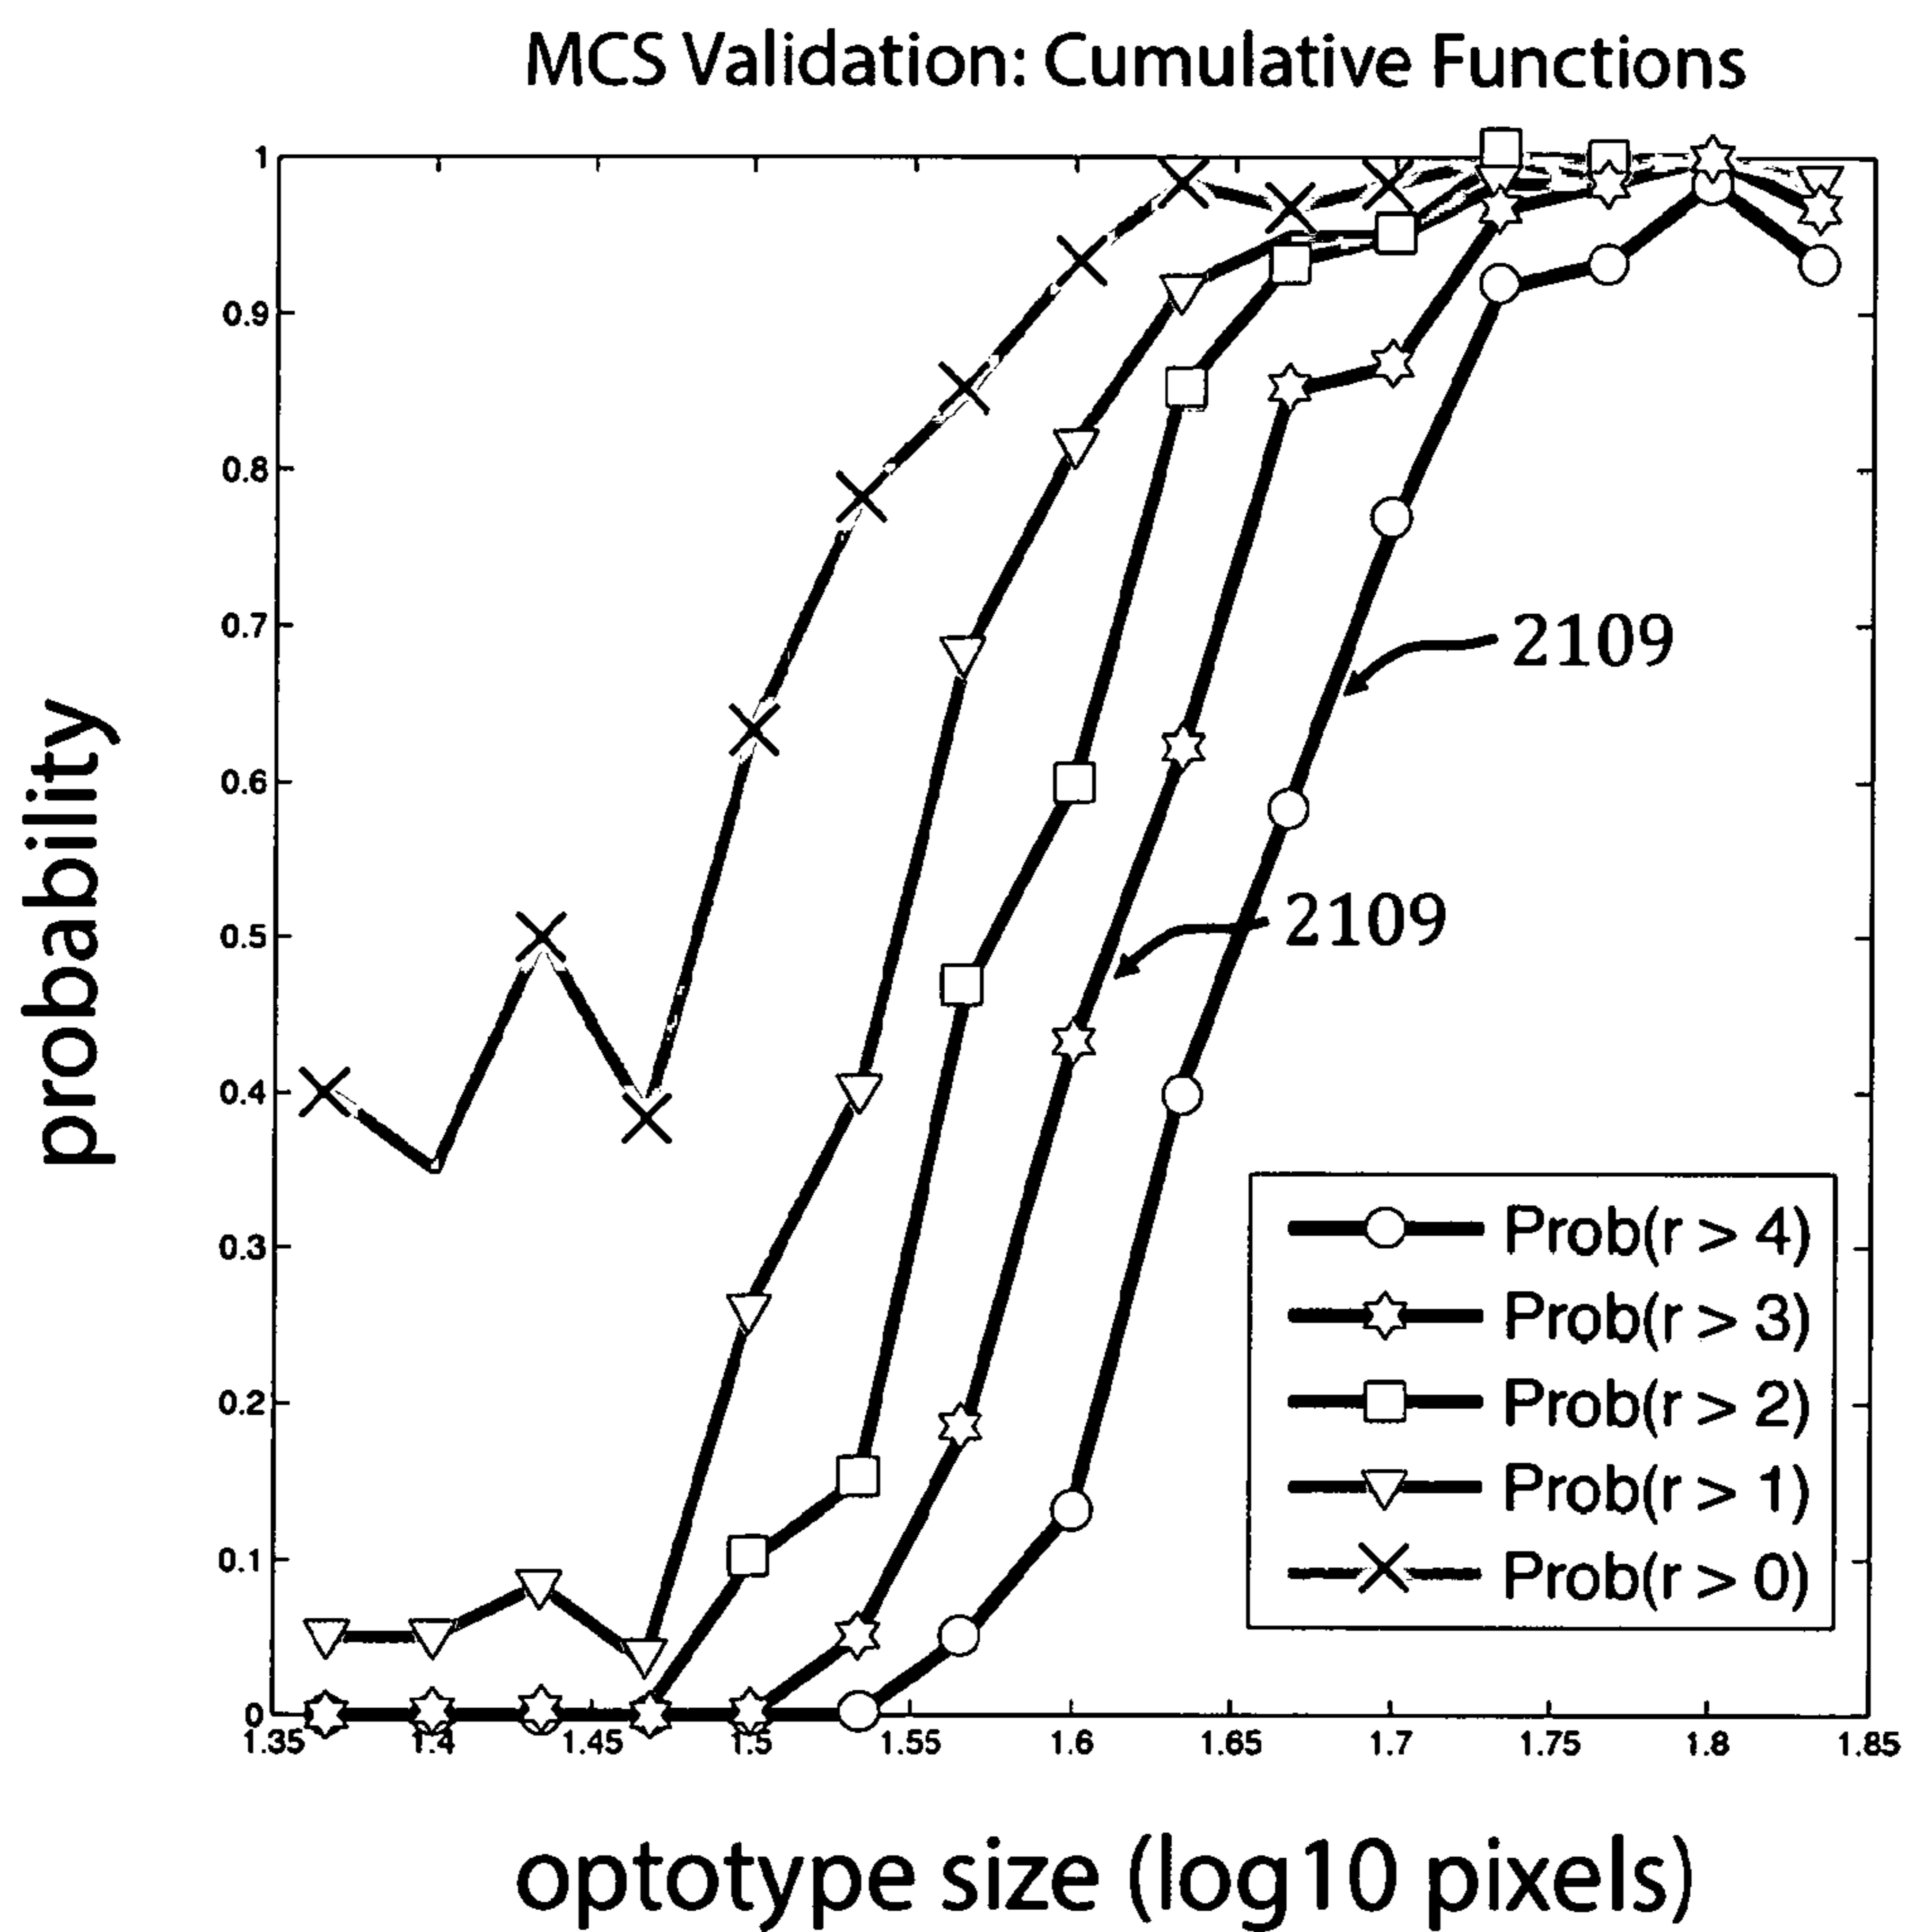 MCS Validation: Cumulative Functions
probability
1
0.9
0.8
0.7
0.6
0.5
0.4
0.3
0.2
0.1
0
2109
2109
Prob(r > 4)
Prob(r > 3)
Prob(r > 2)
Prob(r > 1)
Prob(r > 0)
1.35 1.4 1.45 1.5 1.55 1.6 1.65 1.7 1.75 1.8 1.85
optotype size (log10 pixels)